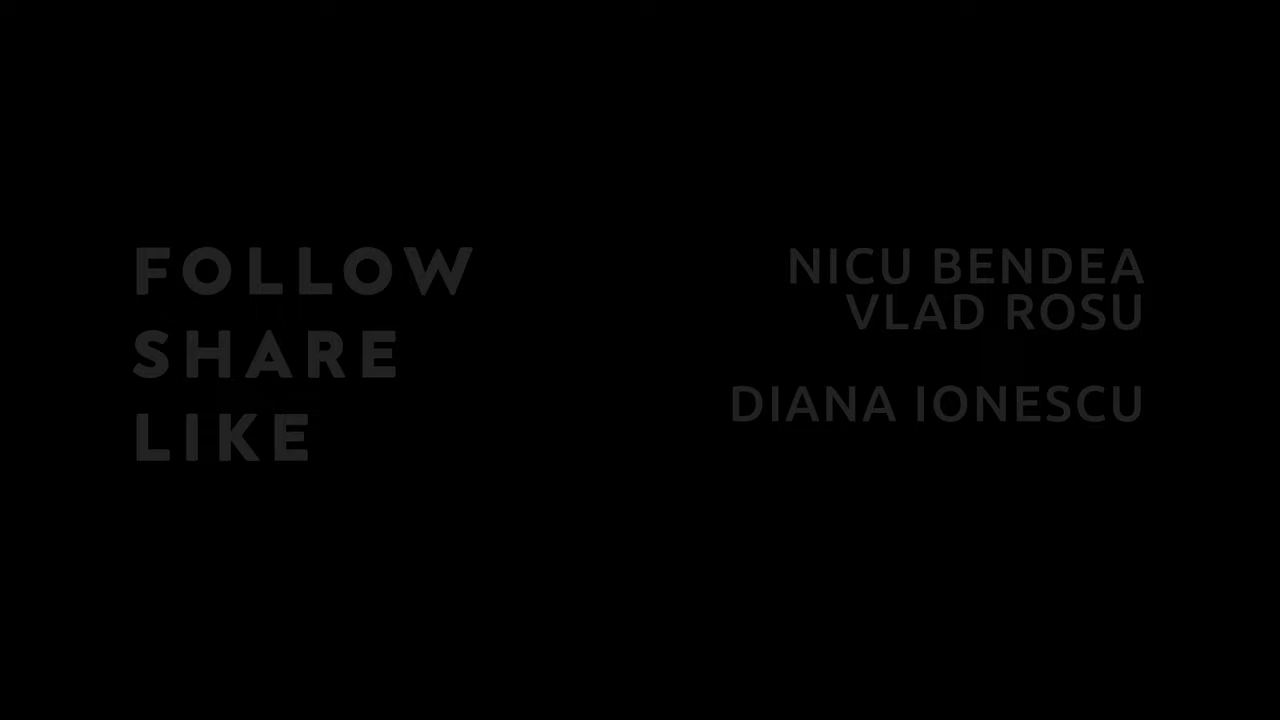 FOLLOW
SHARE
LIKE
NICU BENDEA
VLAD ROSU
DIANA IONESCU